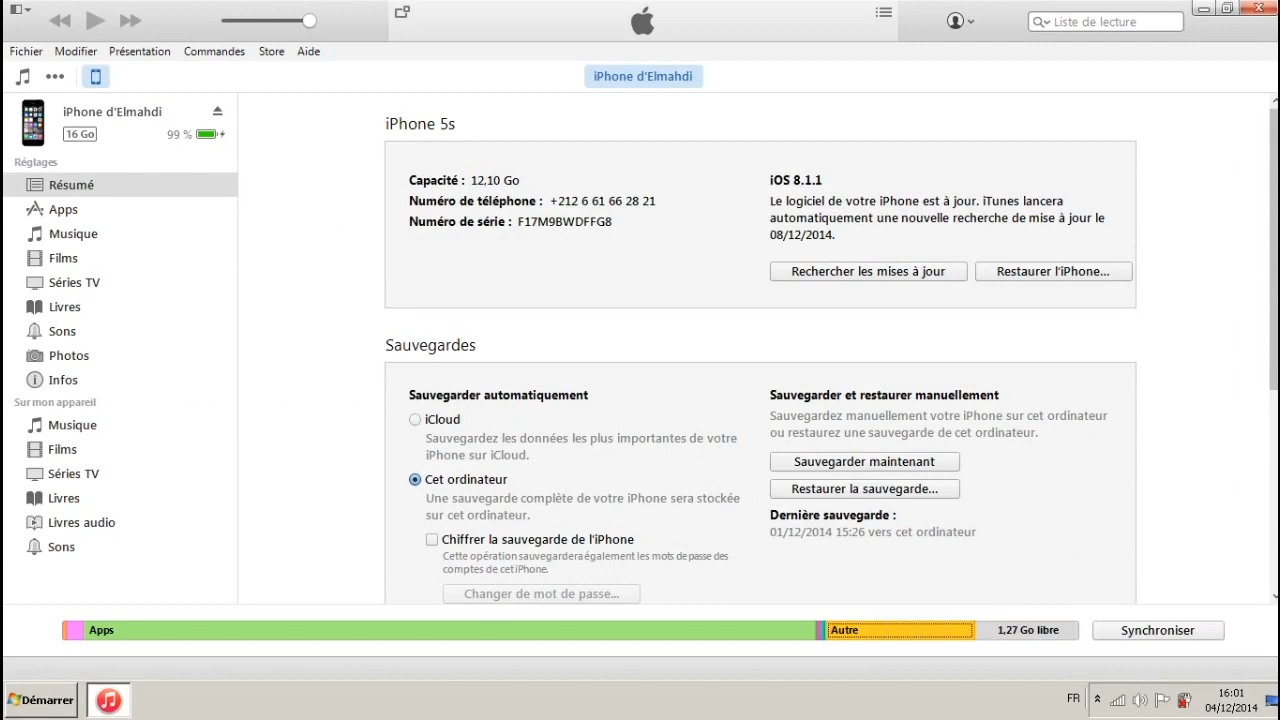 Liste de lecture
Fichier Modifier Présentation Commandes Store Aide
iPhone d'Elmahdi
iPhone d'Elmahdi
16 Go 99 %
Réglages
Résumé
Apps
Musique
Films
Séries TV
Livres
Sons
Photos
Infos
Sur mon appareil
Musique
Films
Séries TV
Livres
Livres audio
Sons
iPhone 5s
Capacité : 12,10 Go
Numéro de téléphone : +212 6 61 66 28 21
Numéro de série : F17M9BWDFFG8
iOS 8.1.1
Le logiciel de votre iPhone est à jour. iTunes lancera
automatiquement une nouvelle recherche de mise à jour le
08/12/2014.
Rechercher les mises à jour Restaurer l'iPhone...
Sauvegardes
Sauvegarder automatiquement
iCloud
Sauvegardez les données les plus importantes de votre
iPhone sur iCloud.
Cet ordinateur
Une sauvegarde complète de votre iPhone sera stockée
sur cet ordinateur.
Chiffrer la sauvegarde de l'iPhone
Cette opération sauvegardera également les mots de passe des
comptes de cet iPhone.
Changer de mot de passe...
Sauvegarder et restaurer manuellement
Sauvegardez manuellement votre iPhone sur cet ordinateur
ou restaurez une sauvegarde de cet ordinateur.
Sauvegarder maintenant
Restaurer la sauvegarde...
Dernière sauvegarde :
01/12/2014 15:26 vers cet ordinateur
Apps Autre 1,27 Go libre Synchroniser
Démarrer FR 16:01
04/12/2014